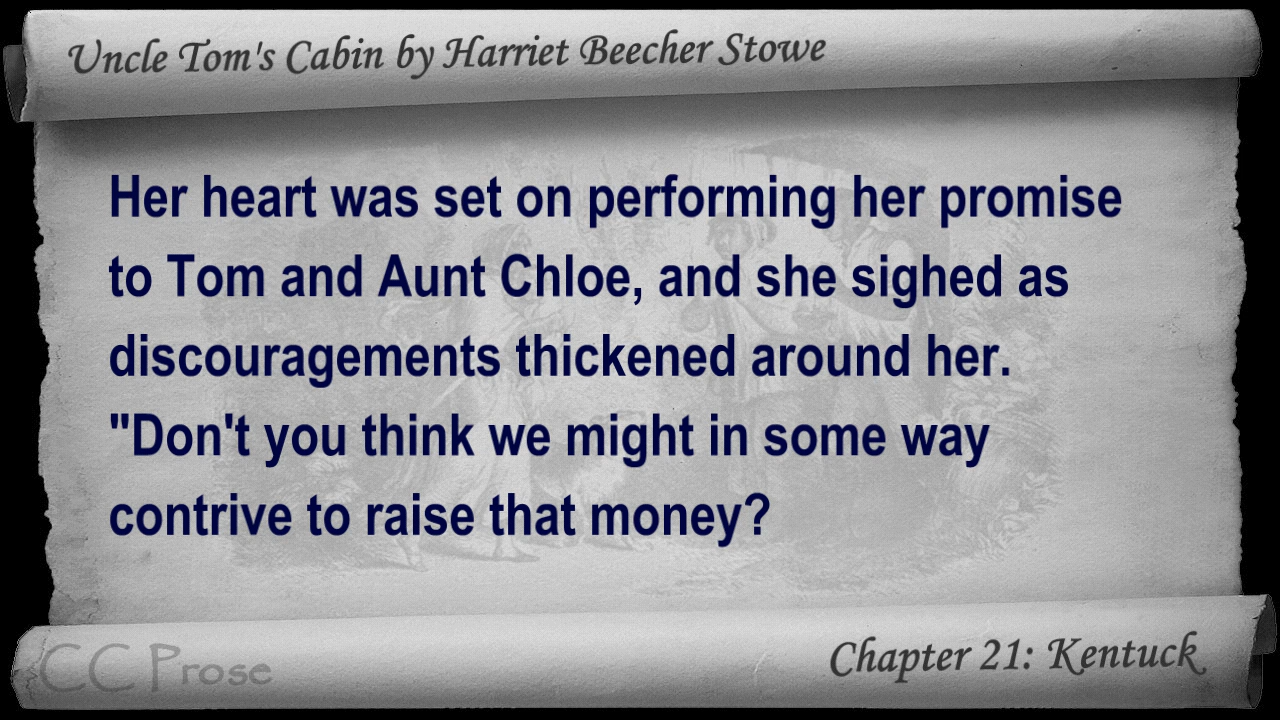 Uncle Tom's Cabin by Harriet Beecher Stowe
Her heart was set on performing her promise
to Tom and Aunt Chloe, and she sighed as
discouragements thickened around her.
"Don't you think we might in some way
contrive to raise that money?
CC Prose
Chapter 21: Kentuck